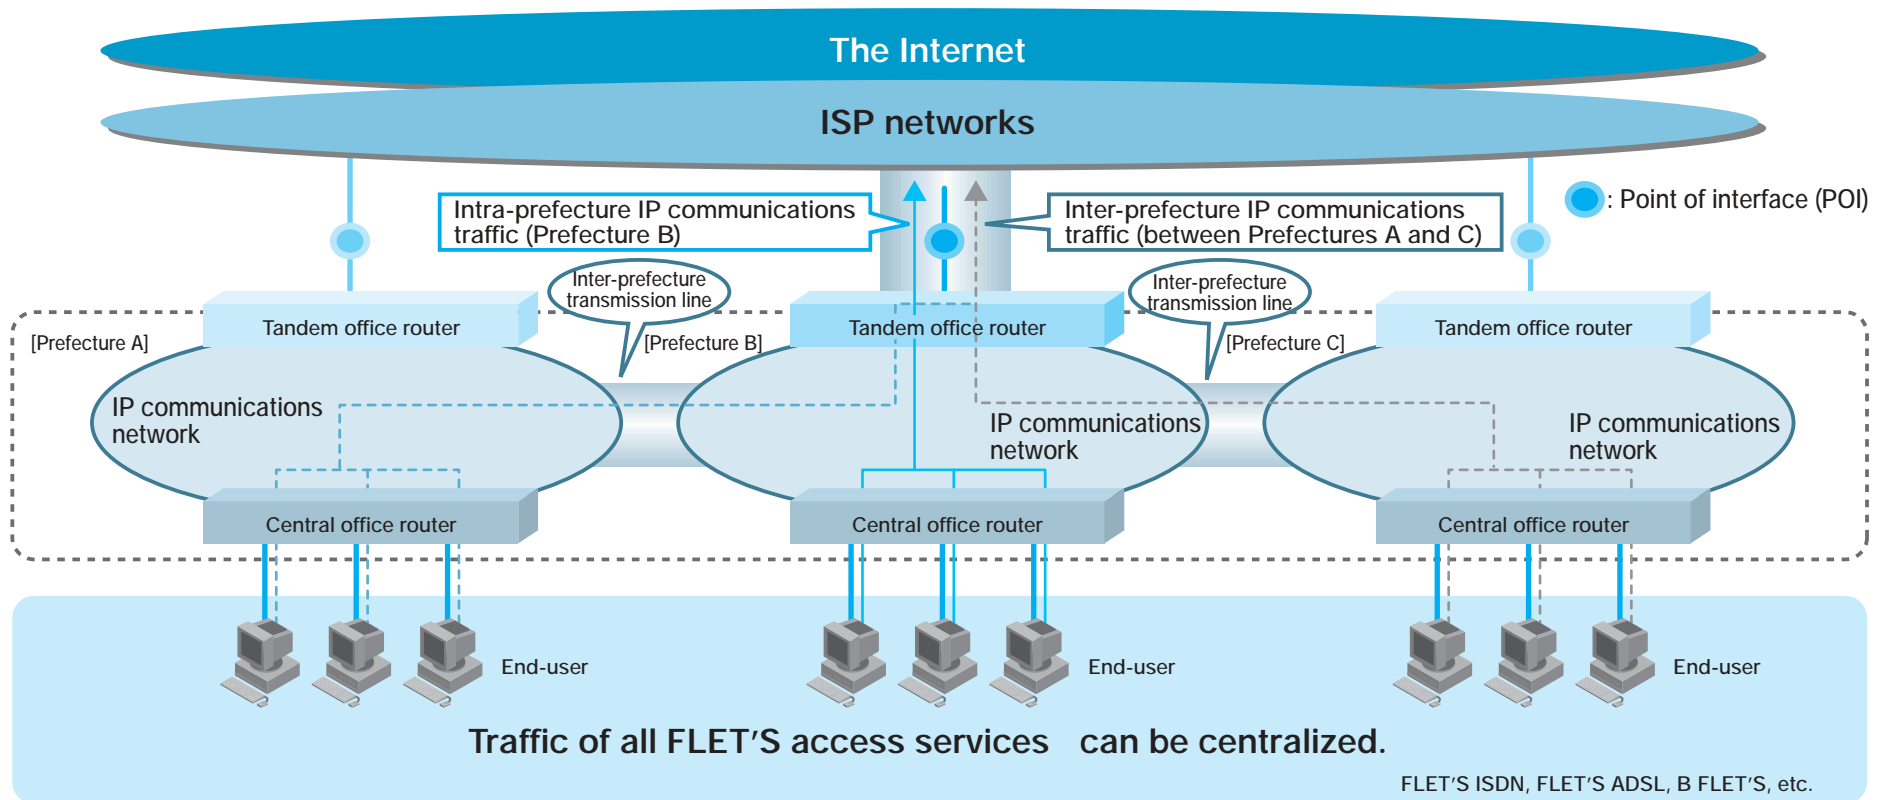 The Internet
ISP networks
Intra-prefecture IP communications
traffic (Prefecture B)
Inter-prefecture IP communications
traffic (between Prefectures A and C)
: Point of interface (POI)
Inter-prefecture
transmission line
Inter-prefecture
transmission line
Tandem office router
Tandem office router
Tandem office router
[Prefecture A]
[Prefecture B]
[Prefecture C]
IP communications
network
IP communications
network
IP communications
network
Central office router
Central office router
Central office router
End-user
End-user
End-user
Traffic of all FLET'S access services can be centralized.
FLET'S ISDN, FLET'S ADSL, B FLET'S, etc.